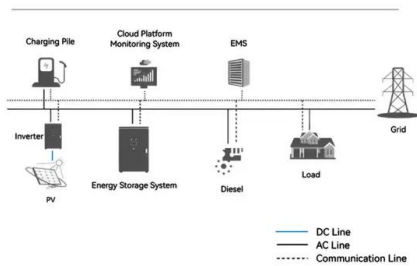 Charging Pile
Cloud Platform
Monitoring System
EMS
Grid
Inverter
PV
Energy Storage System
Diesel
Load
DC Line
AC Line
Communication Line